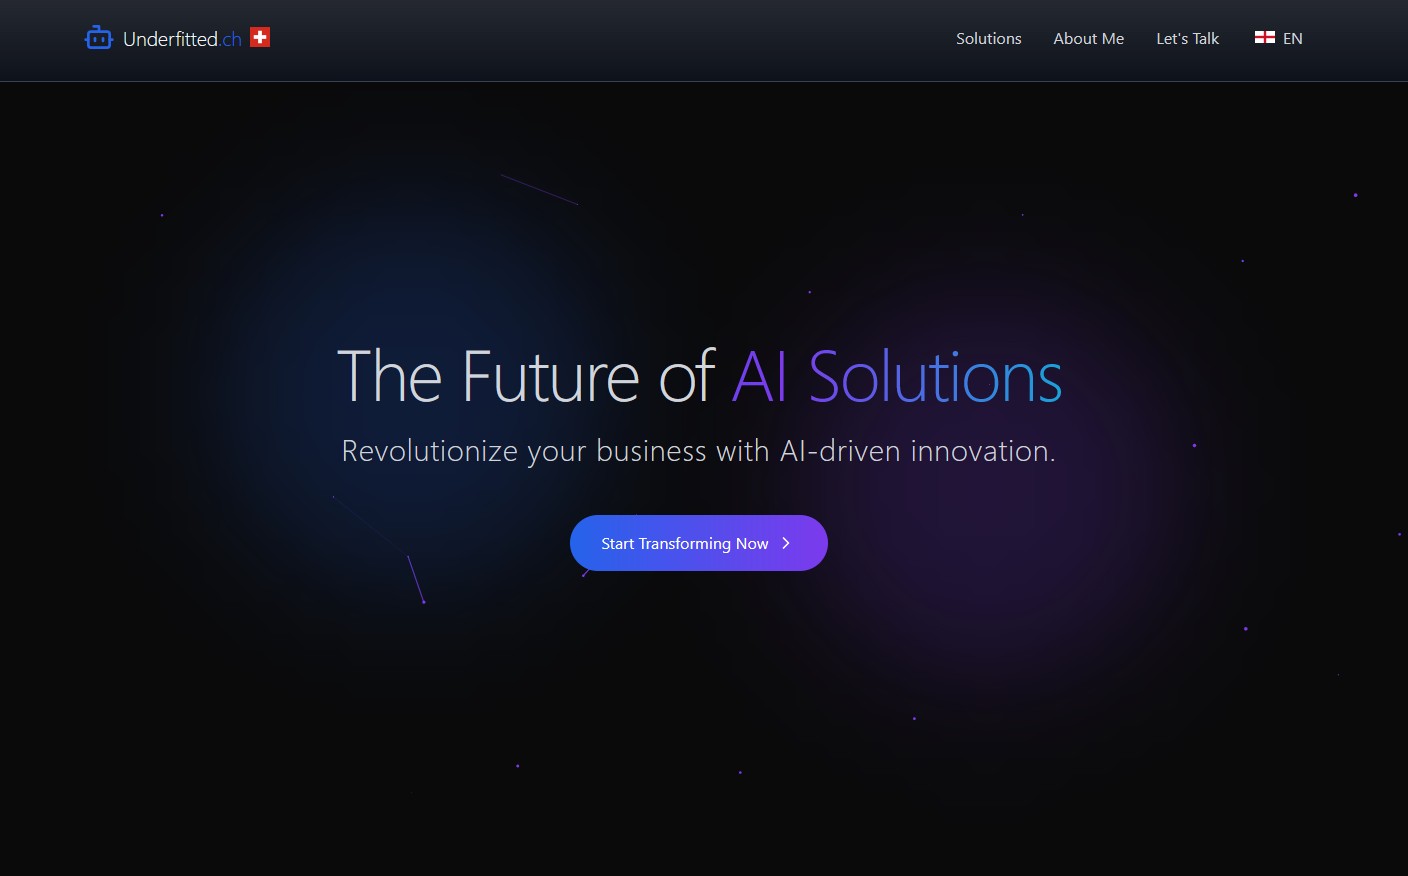 Underfitted.ch
Solutions About Me Let's Talk EN
The Future of AI Solutions
Revolutionize your business with AI-driven innovation.
Start Transforming Now